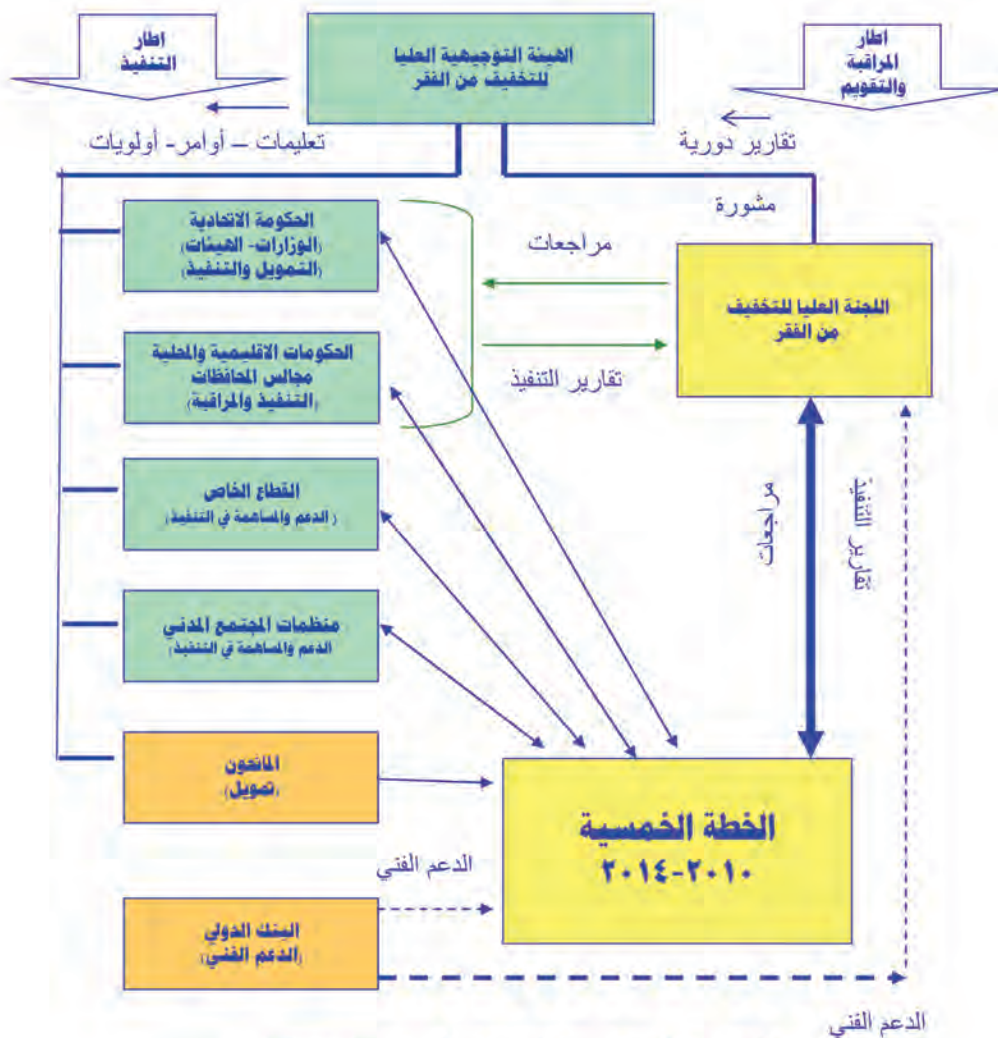 اطار
المراقبة
والتقويم
الهيئة التوجيهية العليا
للتخفيف من الفقر
اطار
التنفيذ
تقارير دورية
تعليمات – أوامر- أولويات
مشورة
الحكومة الاتحادية
(الوزارات- الهيئات
(التمويل والتنفيذ)
مراجعات
اللجنة العليا للتخفيف
من الفقر
الحكومات الاقليمية والمحلية
مجالس المحافظات
(التنفيذ والمراقبة)
تقارير التنفيذ
القطاع الخاص
( الدعم والمساهمة في التنفيذ)
تقارير التنفيذ
مراجعات
منظمات المجتمع المدني
الدعم والمساهمة في التنفيذ)
المانحون
(تمويل)
الخطة الخمسية
٢٠١٠-٢٠١٤
الدعم الفني
البنك الدولي
(الدعم الفني)
الدعم الفني